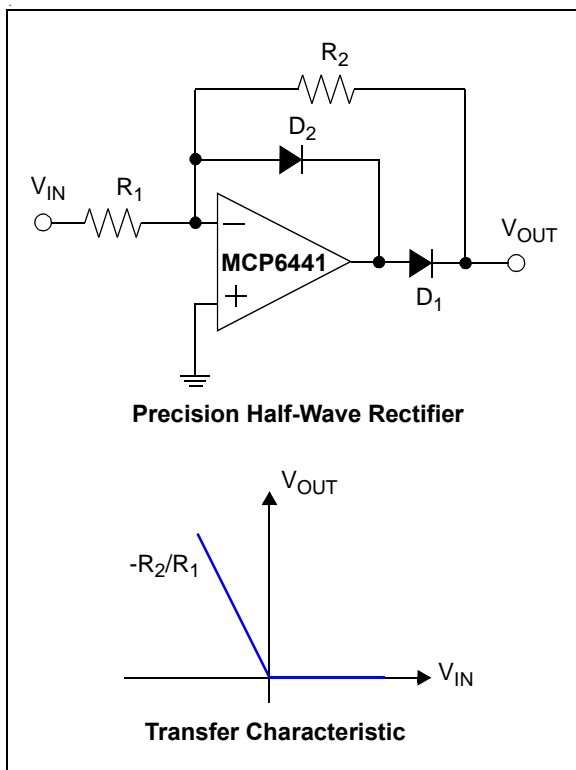 R2
D2
VIN
R1
VOUT
−
MCP6441
+
D1
Precision Half-Wave Rectifier
VOUT
-R2/R1
VIN
Transfer Characteristic